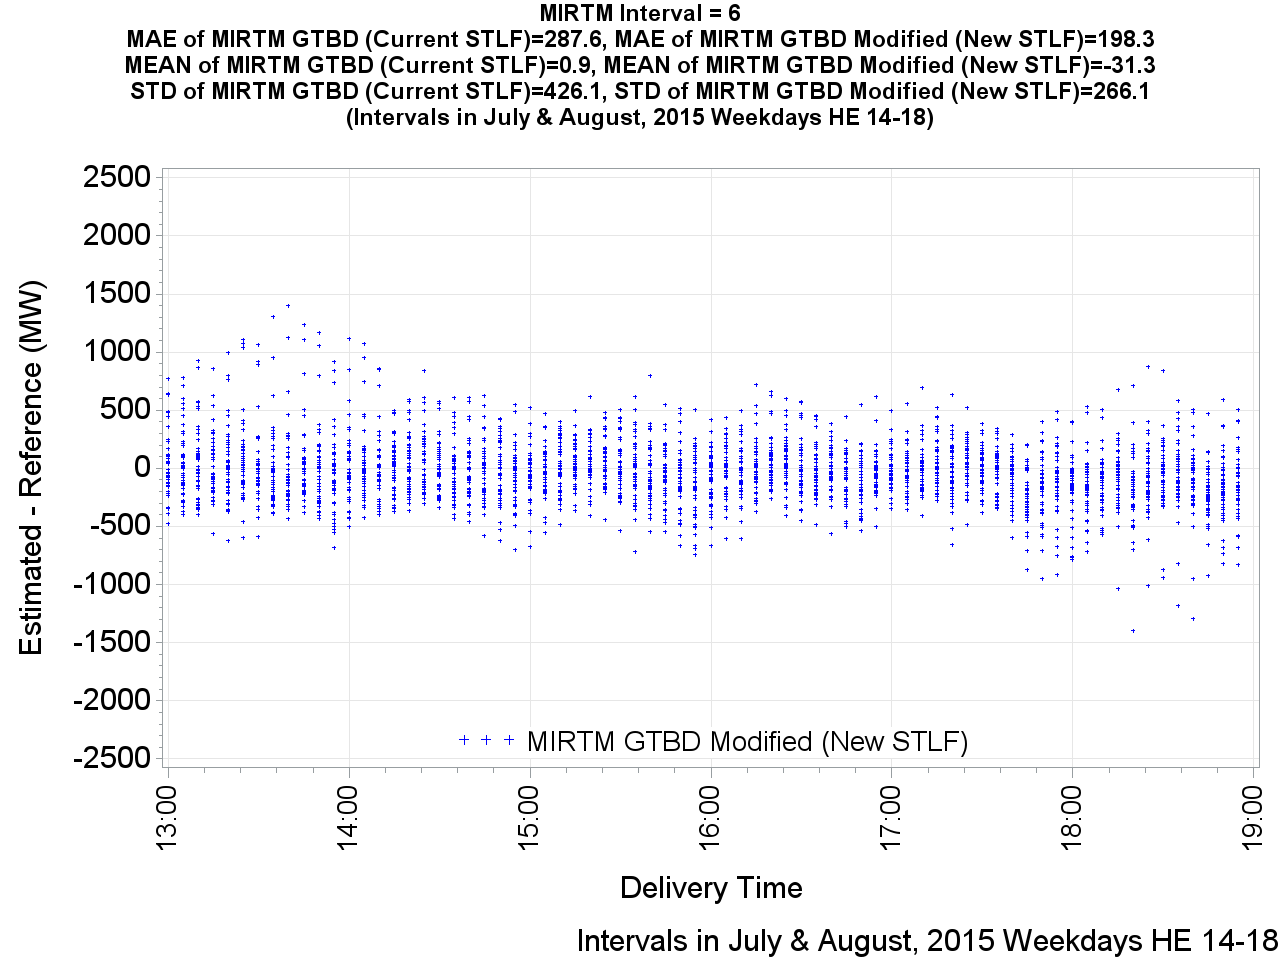 MIRTM Interval = 6
MAE of MIRTM GTBD (Current STLF)=287.6, MAE of MIRTM GTBD Modified (New STLF)=198.3
MEAN of MIRTM GTBD (Current STLF)=0.9, MEAN of MIRTM GTBD Modified (New STLF)=-31.3
STD of MIRTM GTBD (Current STLF)=426.1, STD of MIRTM GTBD Modified (New STLF)=266.1
(Intervals in July & August, 2015 Weekdays HE 14-18)
Estimated - Reference (MW)
2500
2000
1500
1000
500
0
-500
-1000
-1500
-2000
-2500
MIRTM GTBD Modified (New STLF)
13:00
14:00
15:00
16:00
17:00
18:00
19:00
Delivery Time
Intervals in July & August, 2015 Weekdays HE 14-18